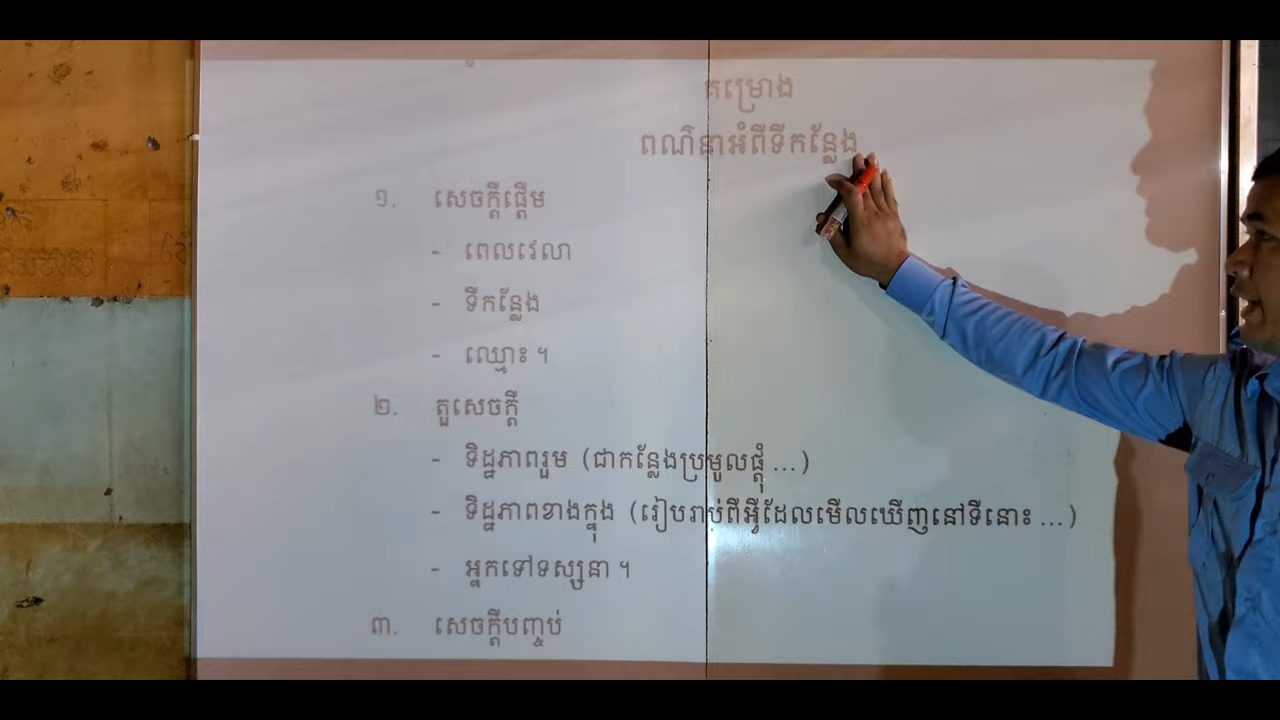 គម្រោង
ពណ៌នាអំពីទីកន្លែង
១. សេចក្ដីផ្ដើម
- ពេលវេលា
- ទីកន្លែង
- ឈ្មោះ ។
២. តួសេចក្ដី
- ទិដ្ឋភាពរួម (ជាកន្លែងប្រមូលផ្ដុំ ...)
- ទិដ្ឋភាពខាងក្នុង (រៀបរាប់ពីអ្វីដែលមើលឃើញនៅទីនោះ ...)
- អ្នកទៅទស្សនា ។
៣. សេចក្ដីបញ្ចប់